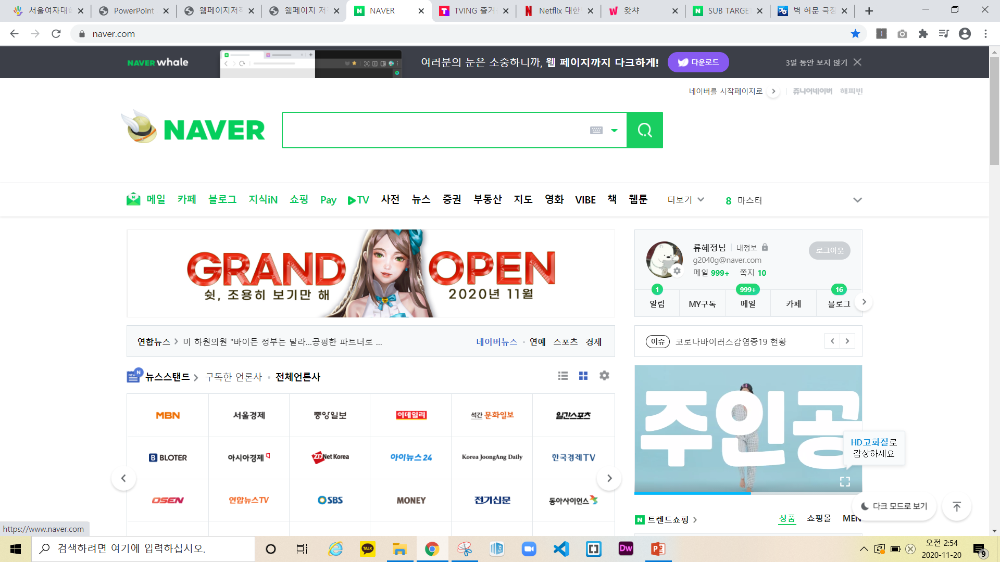 서울여자대학
PowerPoint
웹페이지저작
웹페이지 저
NAVER
TVING 즐거
Netflix 대한
왓챠
SUB TARGET
벽 허문 극장
naver.com
NAVER whale
여러분의 눈은 소중하니까, 웹 페이지까지 다크하게!
다운로드
3일 동안 보지 않기
네이버를 시작페이지로
쥬니어네이버 해피빈
NAVER
메일 카페 블로그 지식iN 쇼핑 Pay TV 사전 뉴스 증권 부동산 지도 영화 VIBE 책 웹툰 더보기 8 마스터
GRAND OPEN
쉿, 조용히 보기만 해 2020년 11월
류혜정님 내정보
로그아웃
g2040g@naver.com
메일 999+ 쪽지 10
1 999+ 16
알림 MY구독 메일 카페 블로그
연합뉴스 미 하원의원 "바이든 정부는 달라...공평한 파트너로 ... 네이버뉴스 연예 스포츠 경제
이슈 코로나바이러스감염증19 현황
NEW N
뉴스스탠드 구독한 언론사 전체언론사
MBN 서울경제 중앙일보 이데일리 석간 문화일보 일간스포츠
B BLOTER 아시아경제 ZDNet Korea 아이뉴스24 Korea JoongAng Daily 한국경제TV
OSEN 연합뉴스TV SBS MONEY 전기신문 동아사이언스
주인공
HD고화질로
감상하세요
다크 모드로 보기
N 트렌드쇼핑 상품 쇼핑몰 MEN
https://www.naver.com
검색하려면 여기에 입력하십시오.
TALK
Dw
오전 2:54
2020-11-20
9